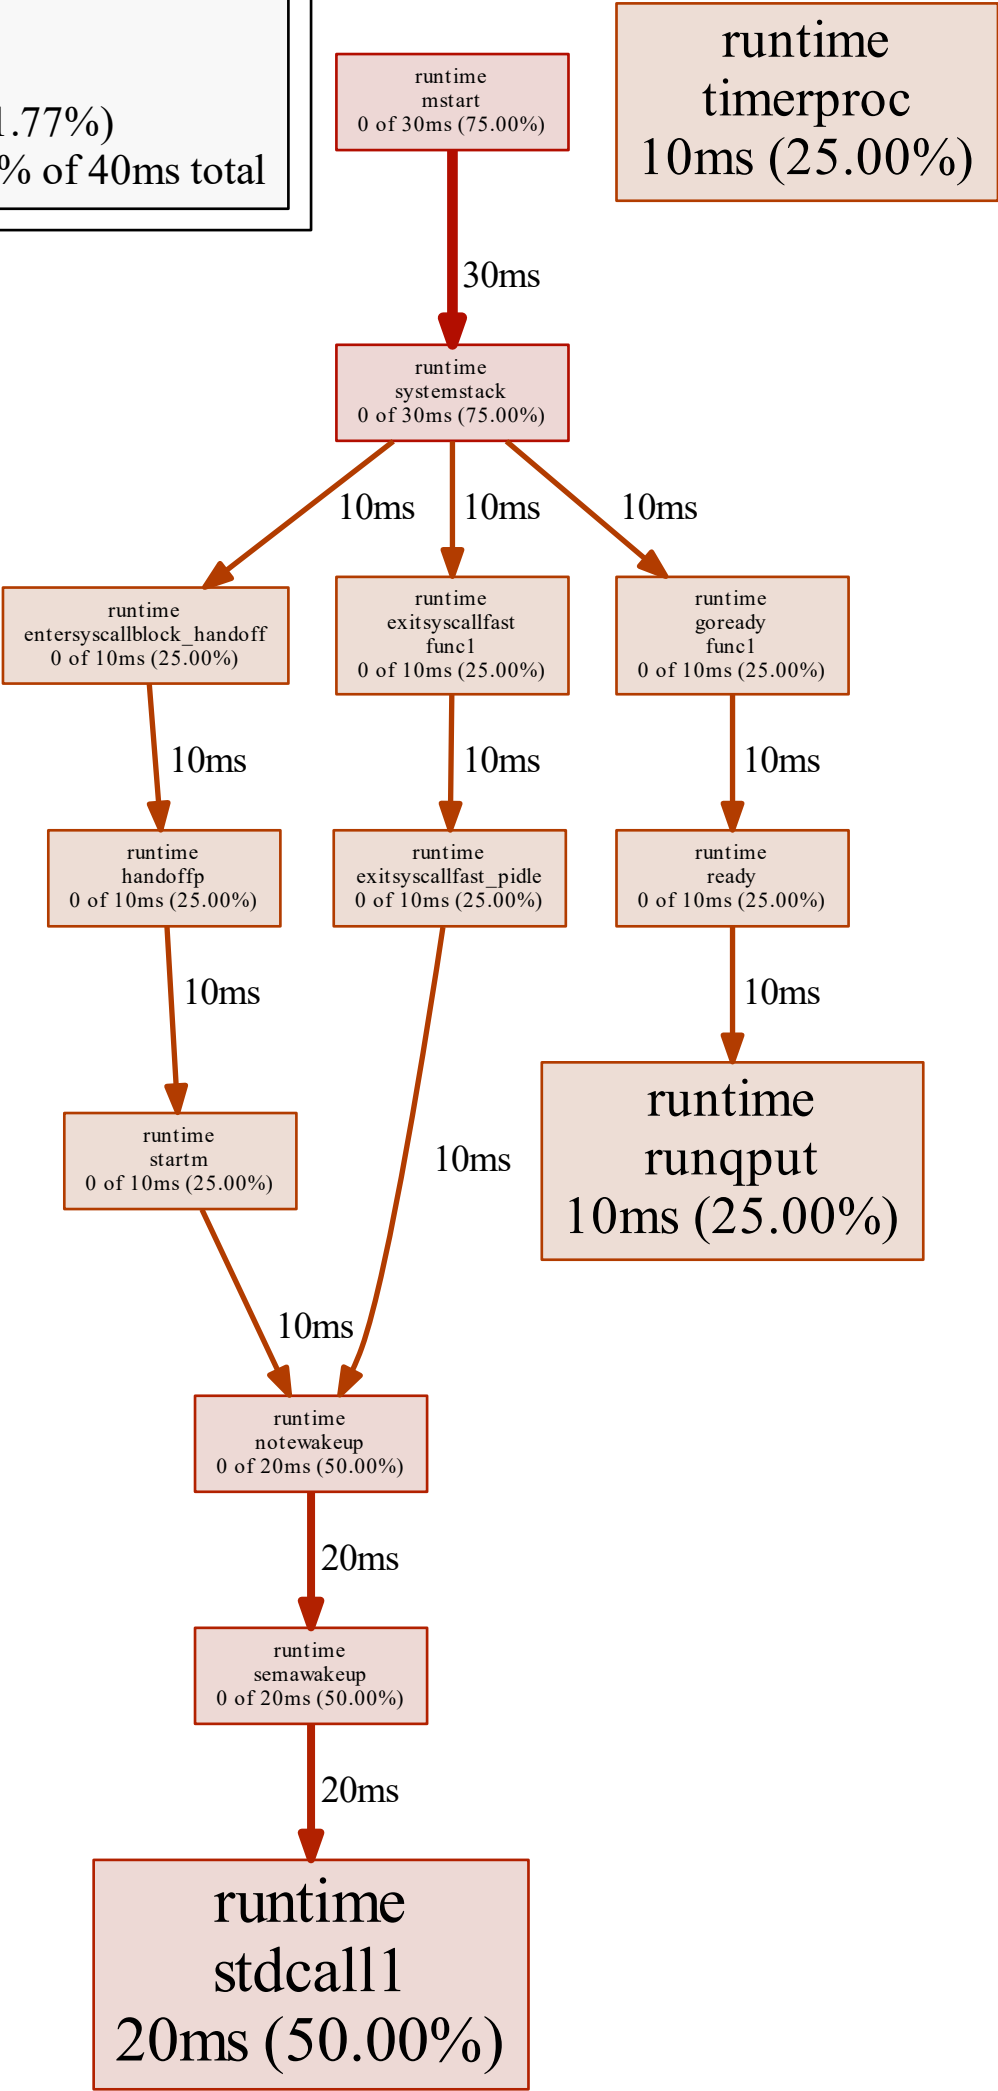 1.77%)
% of 40ms total
runtime
mstart
0 of 30ms (75.00%)
runtime
timerproc
10ms (25.00%)
30ms
runtime
systemstack
0 of 30ms (75.00%)
10ms
10ms
10ms
runtime
entersyscallblock_handoff
0 of 10ms (25.00%)
runtime
exitsyscallfast
func1
0 of 10ms (25.00%)
runtime
goready
func1
0 of 10ms (25.00%)
10ms
10ms
10ms
runtime
handoffp
0 of 10ms (25.00%)
runtime
exitsyscallfast_pidle
0 of 10ms (25.00%)
runtime
ready
0 of 10ms (25.00%)
10ms
10ms
runtime
startm
0 of 10ms (25.00%)
10ms
runtime
runqput
10ms (25.00%)
10ms
runtime
notewakeup
0 of 20ms (50.00%)
20ms
runtime
semawakeup
0 of 20ms (50.00%)
20ms
runtime
stdcall1
20ms (50.00%)